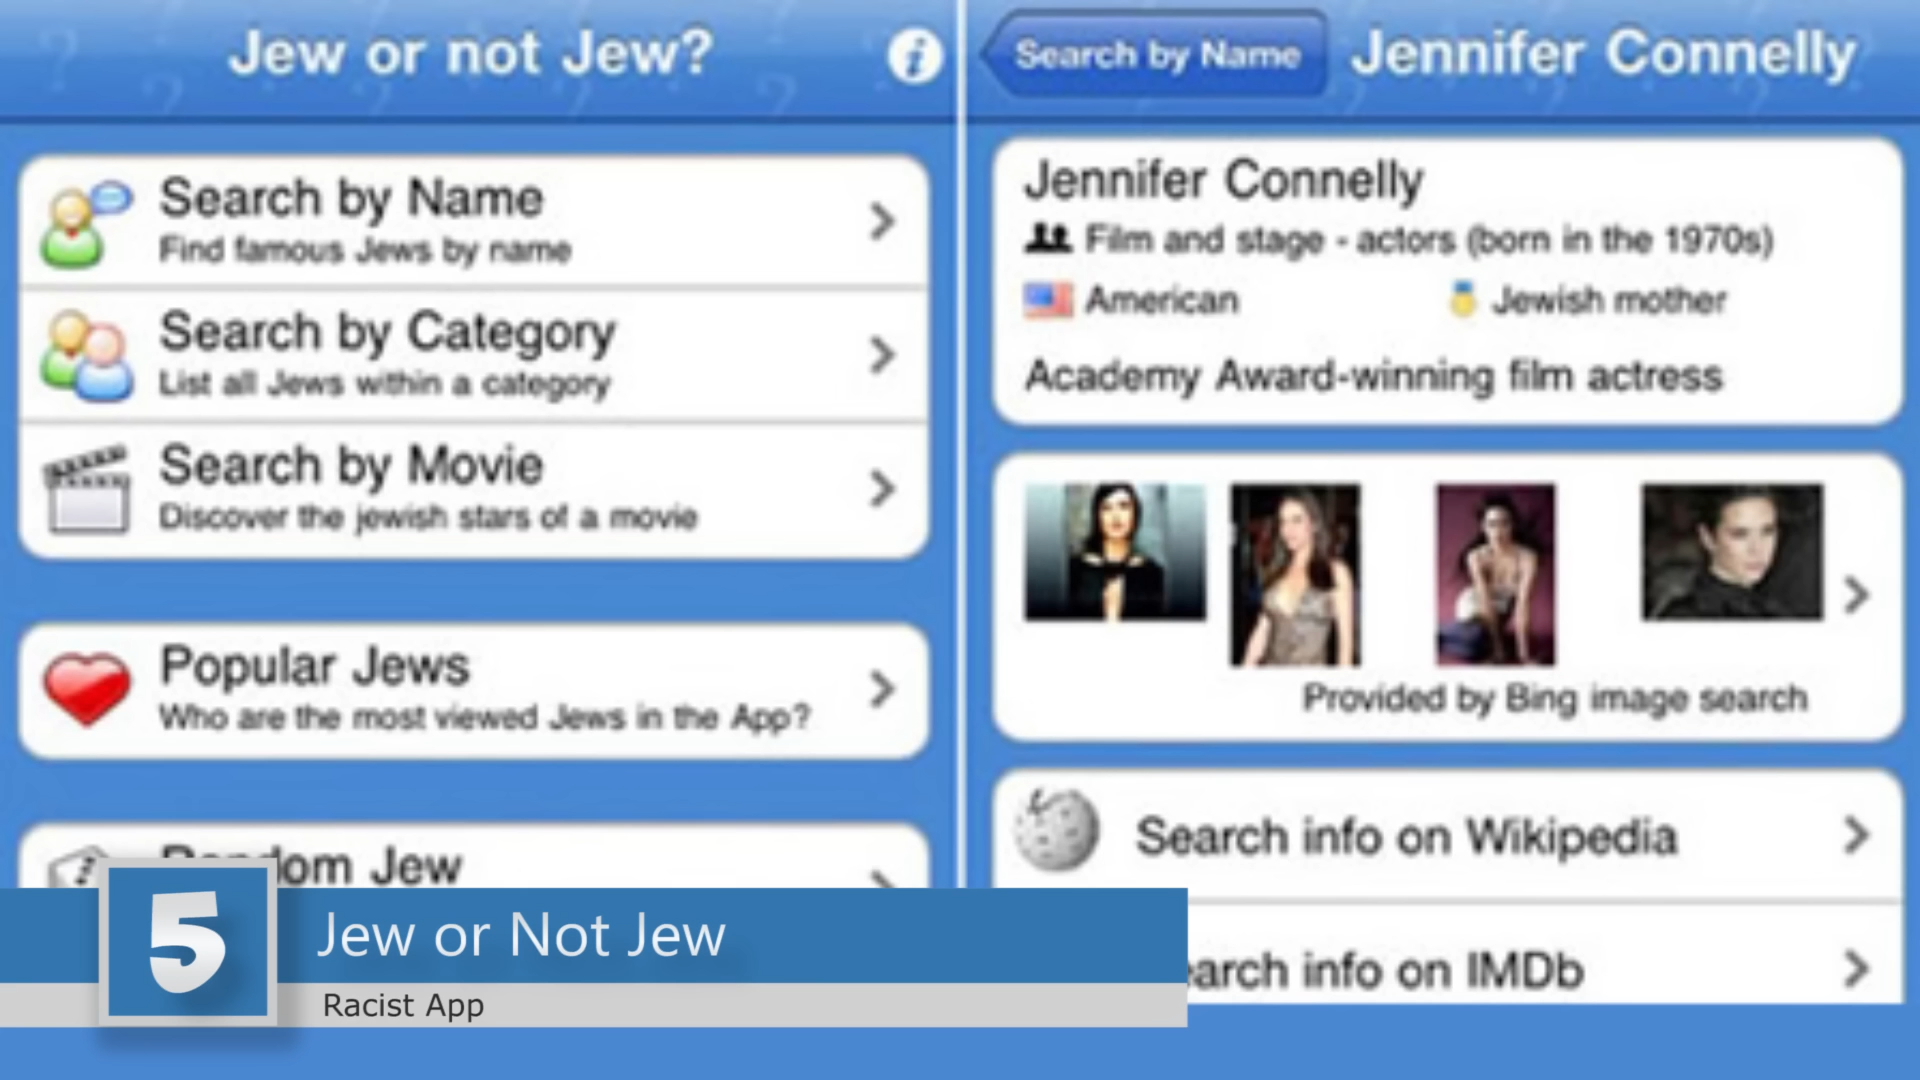 Jew or not Jew?
Search by Name
Find famous Jews by name
Search by Category
List all Jews within a category
Search by Movie
Discover the jewish stars of a movie
Popular Jews
Who are the most viewed Jews in the App?
Random Jew
Search by Name
Jennifer Connelly
Jennifer Connelly
Film and stage - actors (born in the 1970s)
American
Jewish mother
Academy Award-winning film actress
Provided by Bing image search
Search info on Wikipedia
earch info on IMDb
5
Jew or Not Jew
Racist App